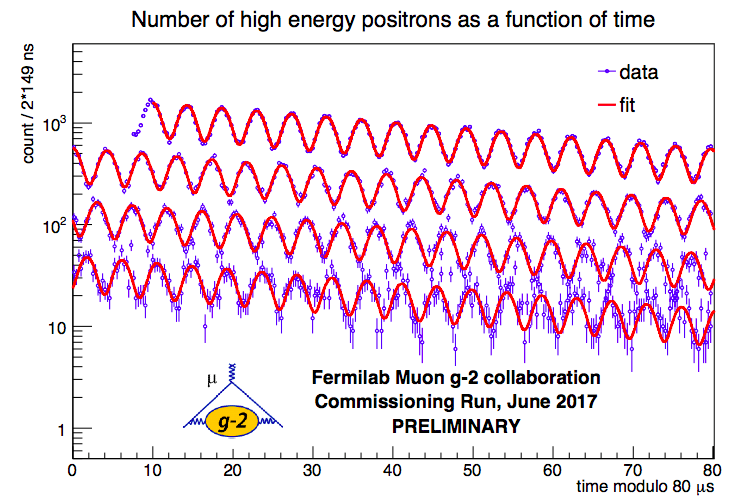 Number of high energy positrons as a function of time
count / 2*149 ns
data
fit
10³
10²
10
1
μ
g-2
Fermilab Muon g-2 collaboration
Commissioning Run, June 2017
PRELIMINARY
0 10 20 30 40 50 60 70 80
time modulo 80 μs